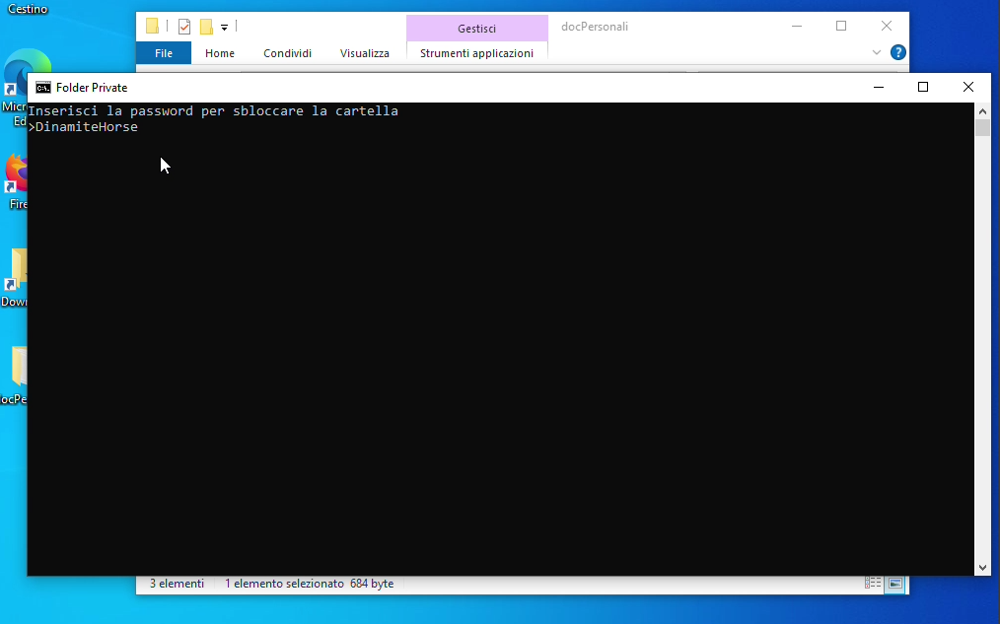 Cestino
Gestisci
docPersonali
File
Home
Condividi
Visualizza
Strumenti applicazioni
?
Folder Private
Inserisci la password per sbloccare la cartella
>DinamiteHorse
Micr
Ed
Fire
Dow
ocPe
3 elementi
1 elemento selezionato 684 byte